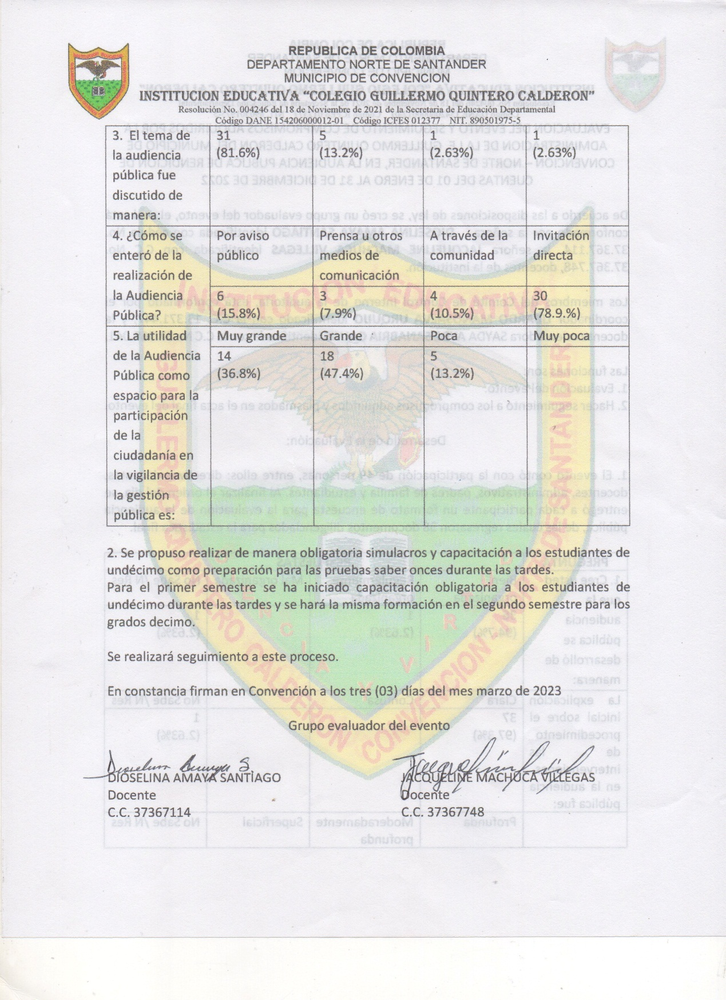 REPUBLICA DE COLOMBIA
DEPARTAMENTO NORTE DE SANTANDER
MUNICIPIO DE CONVENCION
INSTITUCION EDUCATIVA “COLEGIO GUILLERMO QUINTERO CALDERON”
Resolución No. 004246 del 18 de Noviembre de 2021 de la Secretaria de Educación Departamental
Código DANE 154206000012-01 Código ICFES 012377 NIT. 890501975-5
3. El tema de
la audiencia
pública fue
discutido de
manera:
31
(81.6%)
5
(13.2%)
1
(2.63%)
1
(2.63%)
4. ¿Cómo se
enteró de la
realización de
la Audiencia
Pública?
Por aviso
público
Prensa u otros
medios de
comunicación
A través de la
comunidad
Invitación
directa
6
(15.8%)
3
(7.9%)
4
(10.5%)
30
(78.9.%)
5. La utilidad
de la Audiencia
Pública como
espacio para la
participación
de la
ciudadanía en
la vigilancia de
la gestión
pública es:
Muy grande
Grande
Poca
Muy poca
14
(36.8%)
18
(47.4%)
5
(13.2%)
2. Se propuso realizar de manera obligatoria simulacros y capacitación a los estudiantes de
undécimo como preparación para las pruebas saber onces durante las tardes.
Para el primer semestre se ha iniciado capacitación obligatoria a los estudiantes de
undécimo durante las tardes y se hará la misma formación en el segundo semestre para los
grados decimo.
Se realizará seguimiento a este proceso.
En constancia firman en Convención a los tres (03) días del mes marzo de 2023
Grupo evaluador del evento
DIOSELINA AMAYA SANTIAGO
Docente
C.C. 37367114
JACQUELINE MACHUCA VILLEGAS
Docente
C.C. 37367748
INSTITUCION EDUCATIVA
GUILLERMO QUINTERO CALDERON
CONVENCION NORTE DE SANTANDER